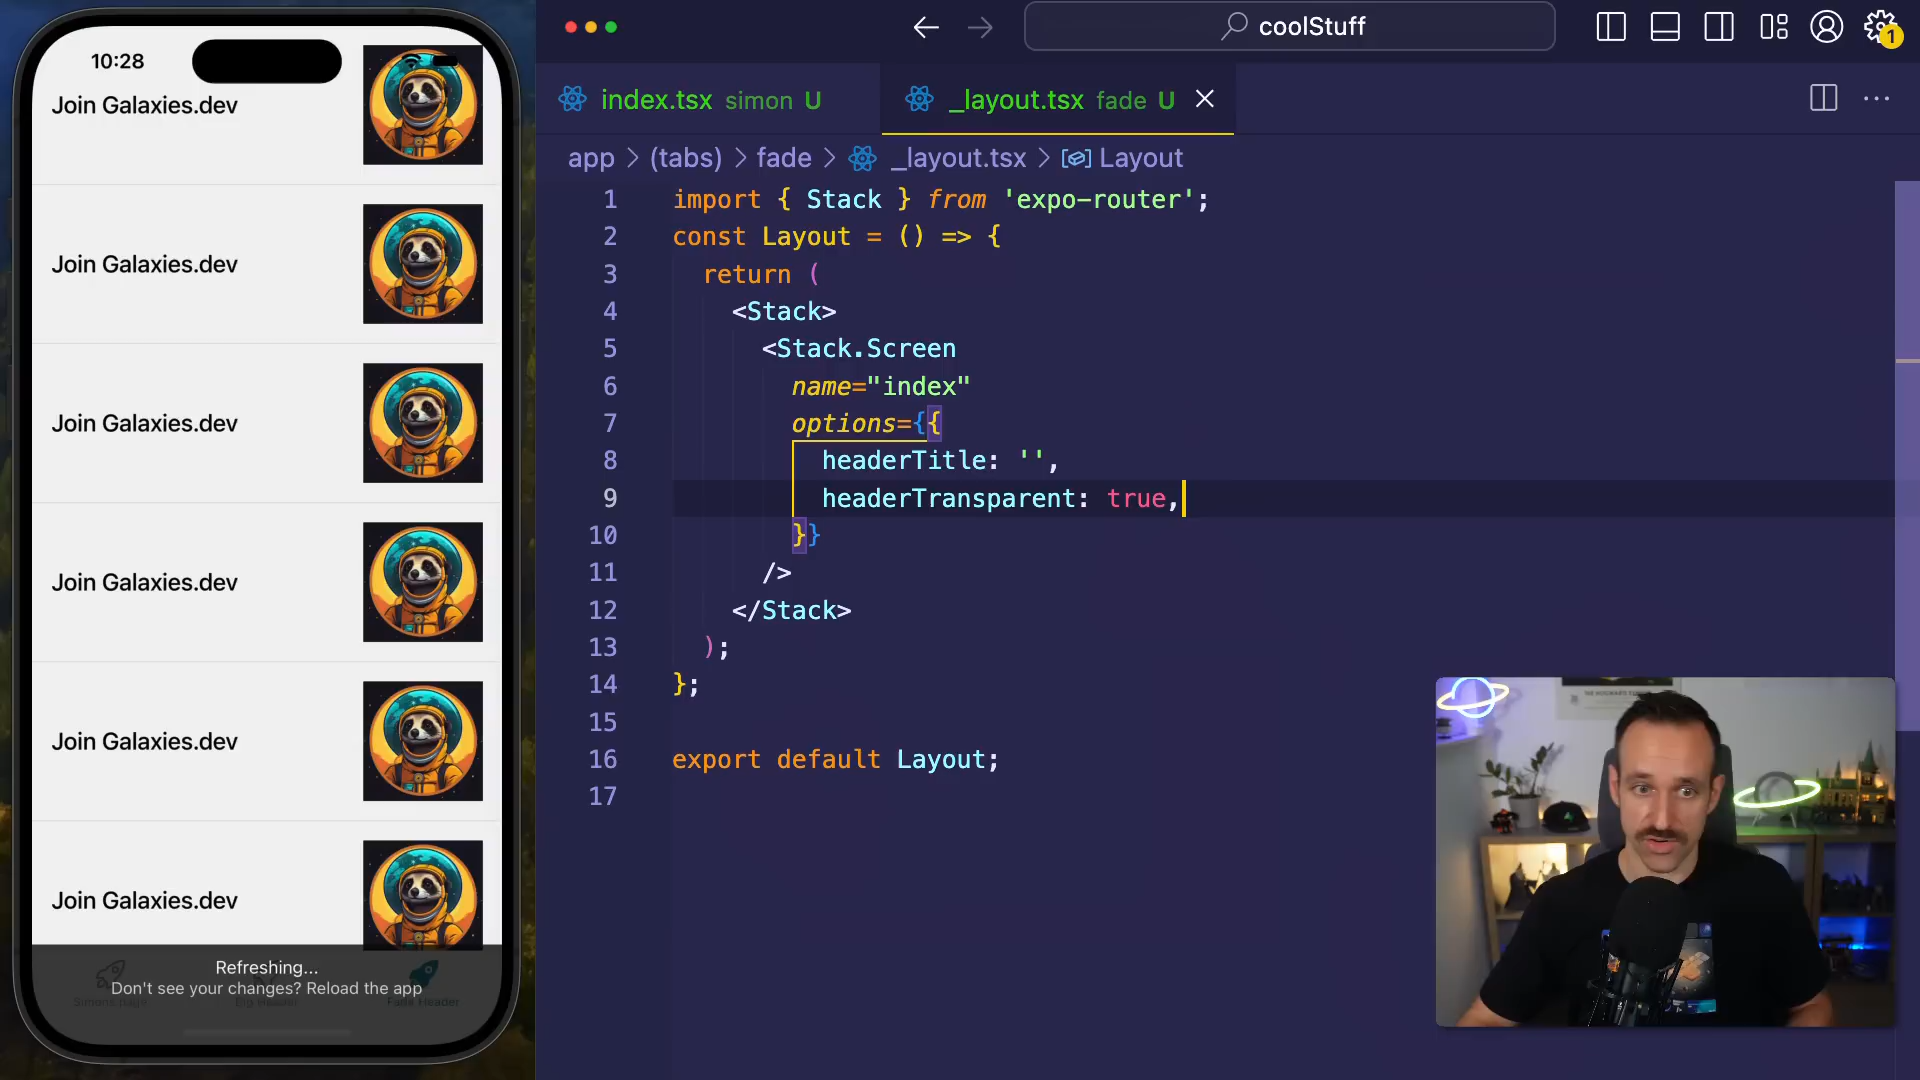 10:28
Join Galaxies.dev
Join Galaxies.dev
Join Galaxies.dev
Join Galaxies.dev
Join Galaxies.dev
Join Galaxies.dev
Refreshing...
Don't see your changes? Reload the app
coolStuff
1
index.tsx simon U
_layout.tsx fade U
app > (tabs) > fade > _layout.tsx > Layout
1 import { Stack } from 'expo-router';
2 const Layout = () => {
3 return (
4 <Stack>
5 <Stack.Screen
6 name="index"
7 options={{
8 headerTitle: '',
9 headerTransparent: true,
10 }}
11 />
12 </Stack>
13 );
14 };
15
16 export default Layout;
17